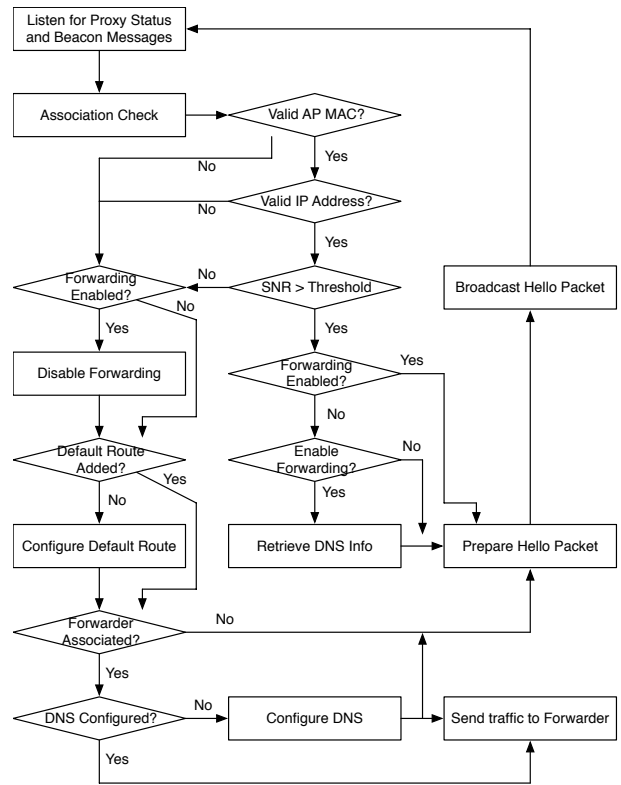 Listen for Proxy Status
and Beacon Messages
Association Check
Valid AP MAC?
No
Yes
Valid IP Address?
No
Yes
Forwarding
Enabled?
No
SNR > Threshold
Broadcast Hello Packet
No
Yes
Yes
Disable Forwarding
Forwarding
Enabled?
Yes
No
Default Route
Added?
Yes
No
Enable
Forwarding?
No
Yes
Configure Default Route
Retrieve DNS Info
Prepare Hello Packet
Forwarder
Associated?
No
Yes
DNS Configured?
No
Configure DNS
Send traffic to Forwarder
Yes